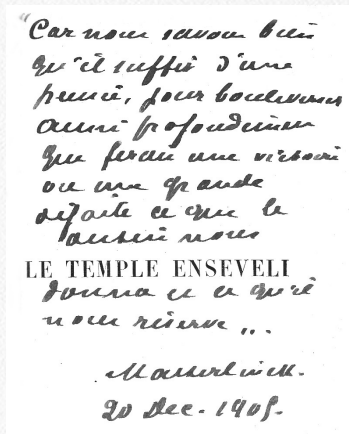 "Car nous savons bien
qu'il suffit d'une
pensée, pour bouleverser
aussi profondément
que ferait une victoire
ou une grande
défaite ce que le
destin nous
LE TEMPLE ENSEVELI
donna et ce qu'il
nous réserve...
Maeterlinck.
20 Dec. 1905.